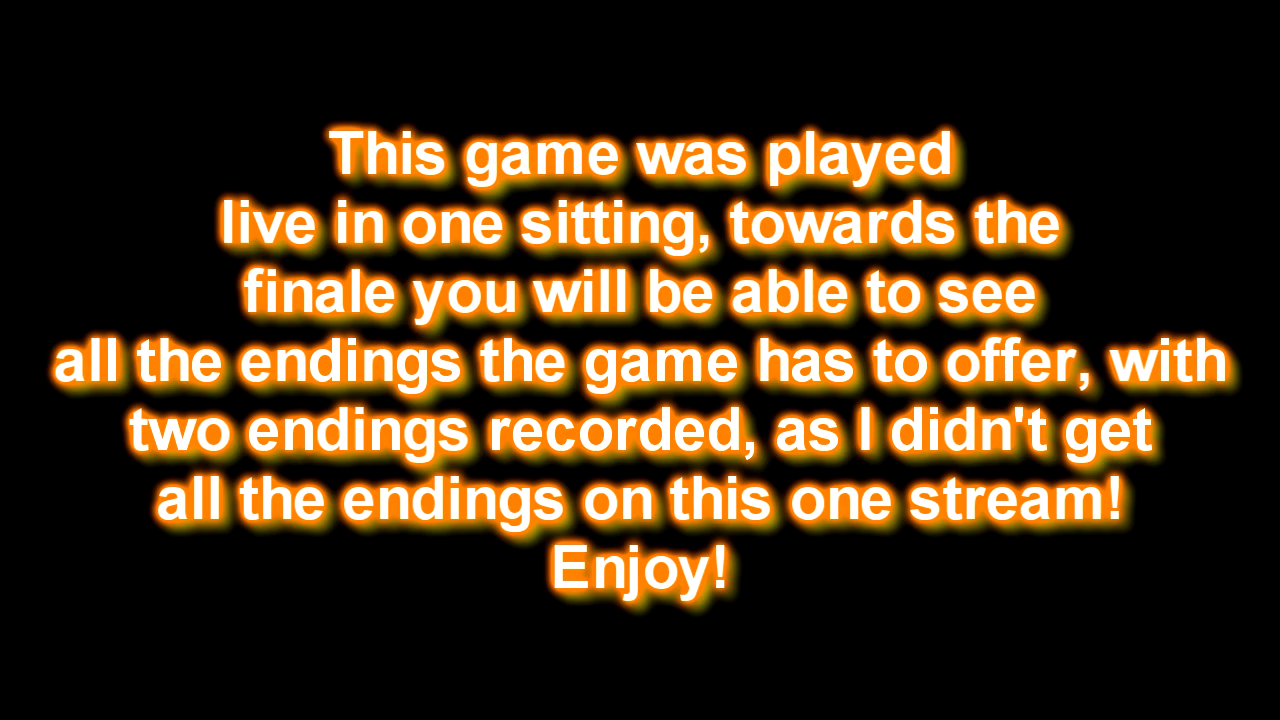 This game was played
live in one sitting, towards the
finale you will be able to see
all the endings the game has to offer, with
two endings recorded, as I didn't get
all the endings on this one stream!
Enjoy!